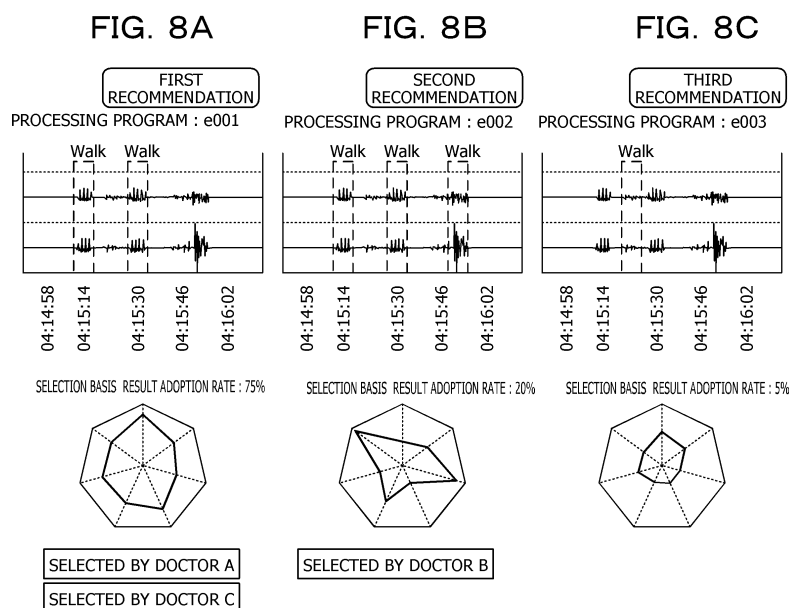 FIG. 8A
FIRST
RECOMMENDATION
PROCESSING PROGRAM : e001
Walk Walk
04:14:58
04:15:14
04:15:30
04:15:46
04:16:02
SELECTION BASIS RESULT ADOPTION RATE : 75%
SELECTED BY DOCTOR A
SELECTED BY DOCTOR C
FIG. 8B
SECOND
RECOMMENDATION
PROCESSING PROGRAM : e002
Walk Walk Walk
04:14:58
04:15:14
04:15:30
04:15:46
04:16:02
SELECTION BASIS RESULT ADOPTION RATE : 20%
SELECTED BY DOCTOR B
FIG. 8C
THIRD
RECOMMENDATION
PROCESSING PROGRAM : e003
Walk
04:14:58
04:15:14
04:15:30
04:15:46
04:16:02
SELECTION BASIS RESULT ADOPTION RATE : 5%